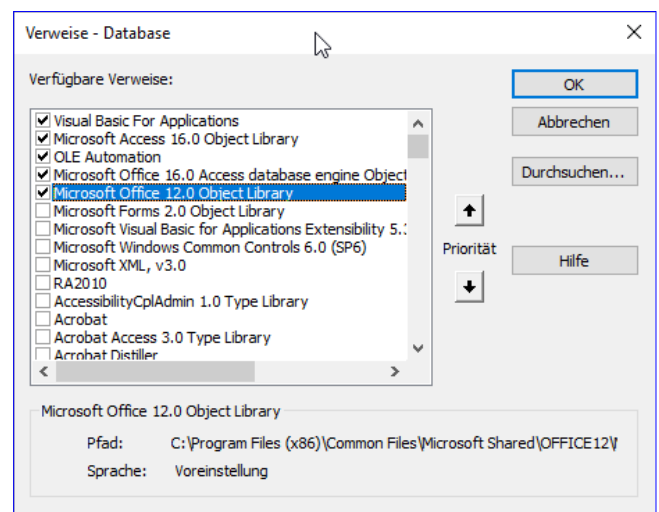 Verweise - Database
Verfügbare Verweise:
OK
Visual Basic For Applications
Abbrechen
Microsoft Access 16.0 Object Library
OLE Automation
Microsoft Office 16.0 Access database engine Object
Durchsuchen...
Microsoft Office 12.0 Object Library
Microsoft Forms 2.0 Object Library
Microsoft Visual Basic for Applications Extensibility 5.
Microsoft Windows Common Controls 6.0 (SP6)
Priorität
Hilfe
Microsoft XML, v3.0
RA2010
AccessibilityCplAdmin 1.0 Type Library
Acrobat
Acrobat Access 3.0 Type Library
Acrobat Distiller
Microsoft Office 12.0 Object Library
Pfad: C:\Program Files (x86)\Common Files\Microsoft Shared\OFFICE12\
Sprache: Voreinstellung